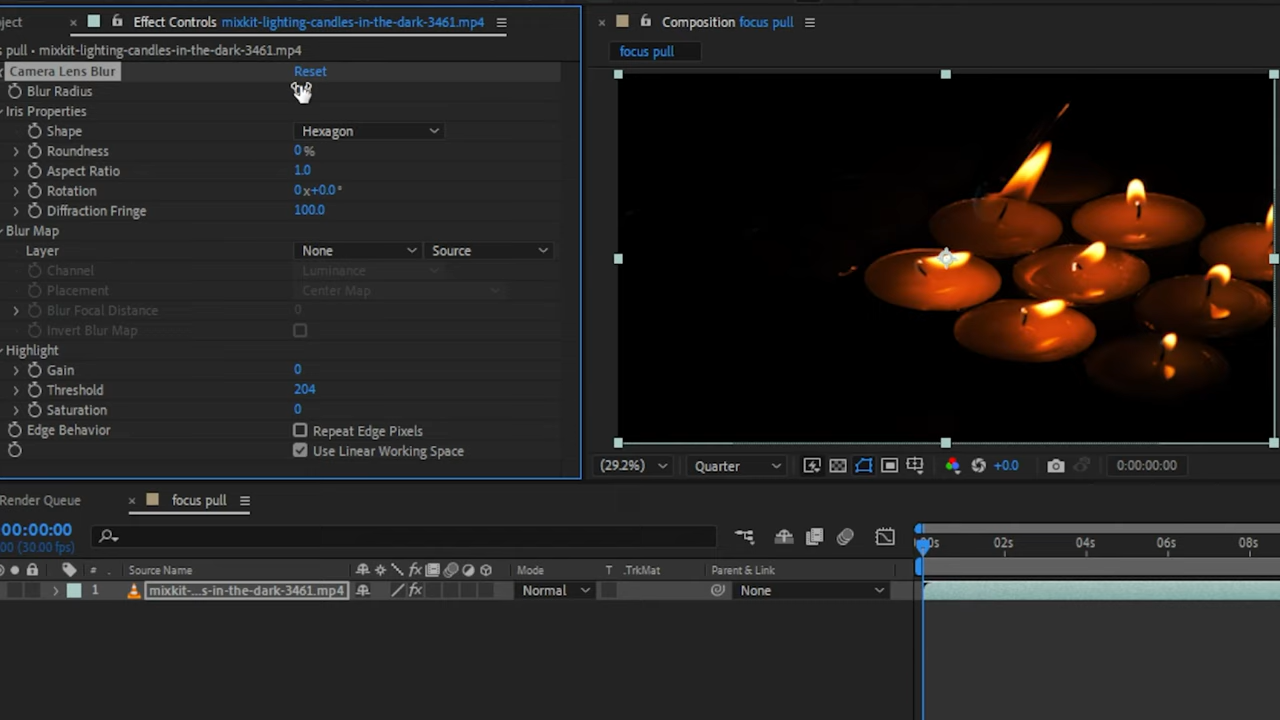 ject × Effect Controls mixkit-lighting-candles-in-the-dark-3461.mp4
s pull • mixkit-lighting-candles-in-the-dark-3461.mp4
Camera Lens Blur Reset
Blur Radius
Iris Properties
Shape Hexagon
Roundness 0 %
Aspect Ratio 1.0
Rotation 0 x +0.0 °
Diffraction Fringe 100.0
Blur Map
Layer None Source
Channel Luminance
Placement Center Map
Blur Focal Distance 0
Invert Blur Map
Highlight
Gain 0
Threshold 204
Saturation 0
Edge Behavior Repeat Edge Pixels
Use Linear Working Space
× Composition focus pull
focus pull
(29.2%) Quarter +0.0 0:00:00:00
Render Queue × focus pull
00:00:00
00 (30.00 fps)
00s 02s 04s 06s 08s
# . Source Name fx Mode T .TrkMat Parent & Link
1 mixkit-...s-in-the-dark-3461.mp4 fx Normal None